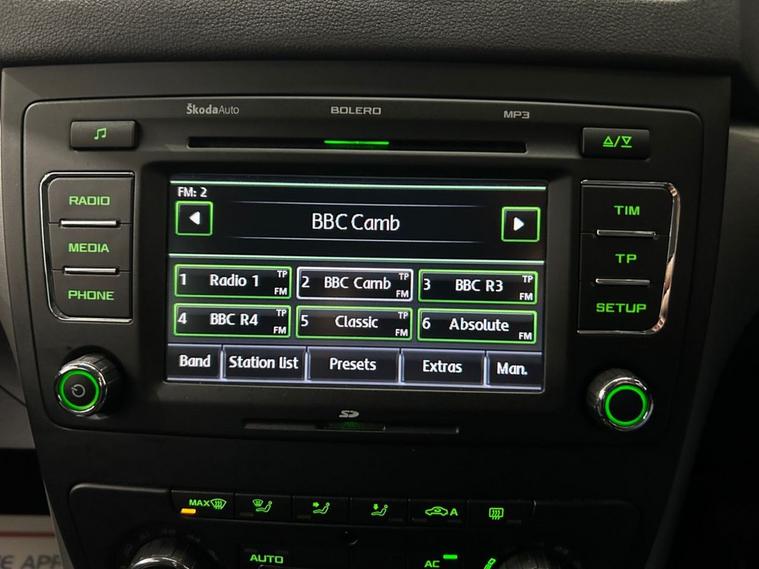 ŠkodaAuto BOLERO MP3
FM: 2
RADIO
MEDIA
PHONE
BBC Camb
TIM
TP
SETUP
1 Radio 1 TP FM
2 BBC Camb TP FM
3 BBC R3 TP FM
4 BBC R4 TP FM
5 Classic TP FM
6 Absolute FM
Band Station list Presets Extras Man.
SD
MAX A
AUTO AC
E APP